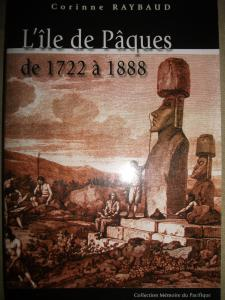 Corinne RAYBAUD
L'île de Pâques
de 1722 à 1888
Collection Mémoire du Pacifique